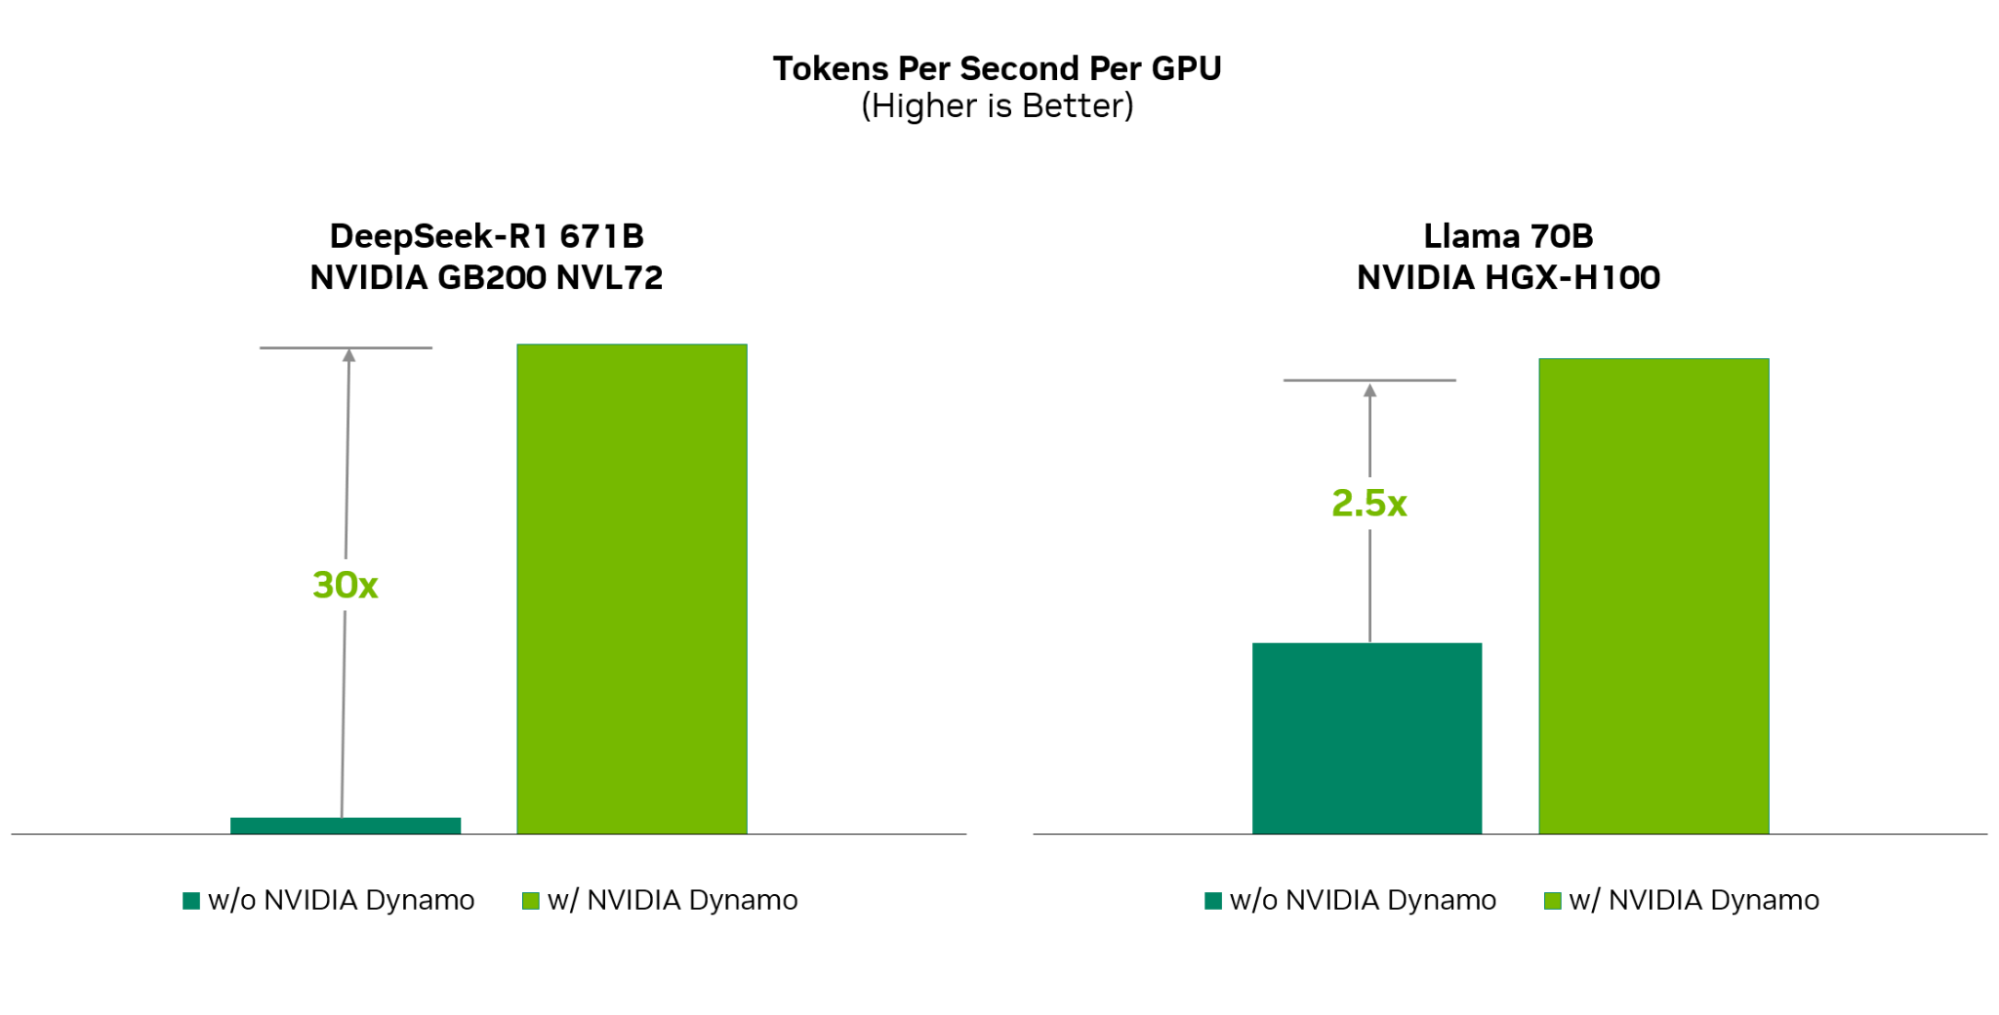 Tokens Per Second Per GPU
(Higher is Better)
DeepSeek-R1 671B
NVIDIA GB200 NVL72
30x
w/o NVIDIA Dynamo
w/ NVIDIA Dynamo
Llama 70B
NVIDIA HGX-H100
2.5x
w/o NVIDIA Dynamo
w/ NVIDIA Dynamo